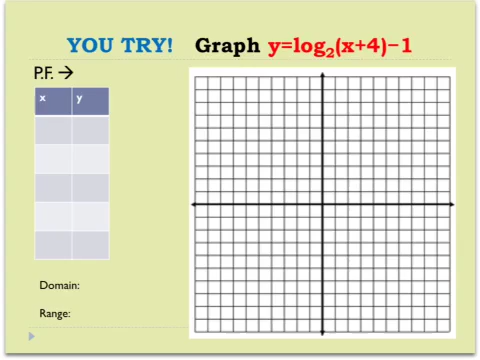 YOU TRY! Graph y=log₂(x+4)−1
P.F. →
x y
Domain:
Range: